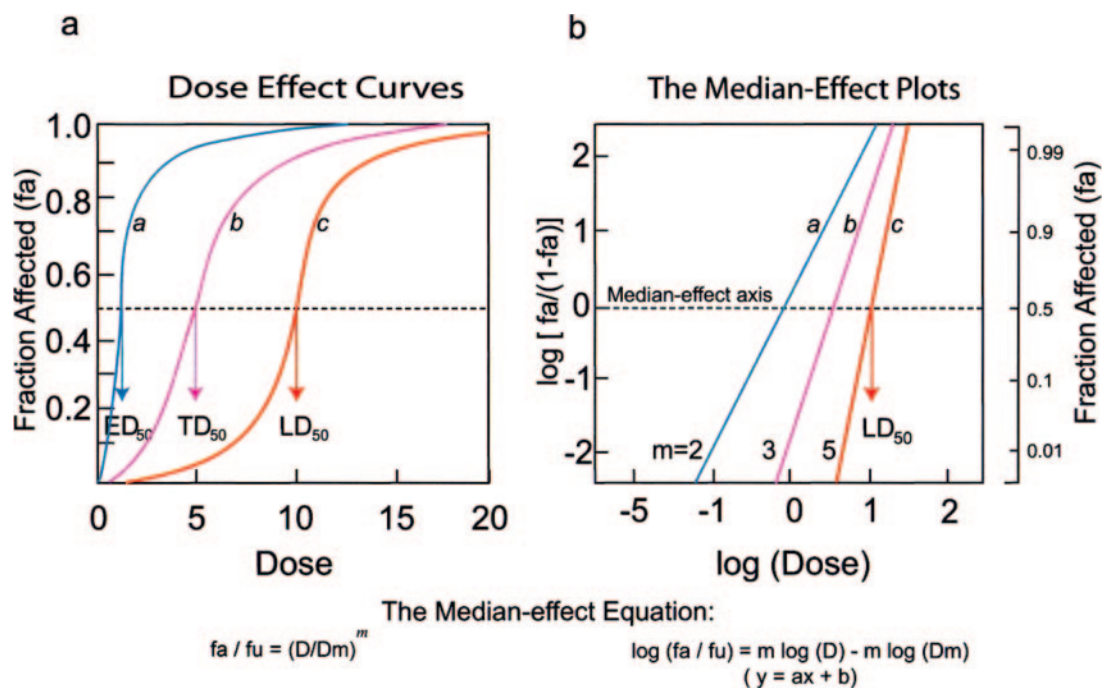 a
Dose Effect Curves
Fraction Affected (fa)
1.0
0.8
0.6
0.4
0.2
a
b
c
ED50
TD50
LD50
0
5
10
15
20
Dose
b
The Median-Effect Plots
log [ fa/(1-fa)]
2
1
0
-1
-2
Median-effect axis
a
b
c
m=2
3
5
LD50
0.99
0.9
0.5
0.1
0.01
Fraction Affected (fa)
-5
-1
0
1
2
log (Dose)
The Median-effect Equation:
fa / fu = (D/Dm)^m
log (fa / fu) = m log (D) - m log (Dm)
( y = ax + b)